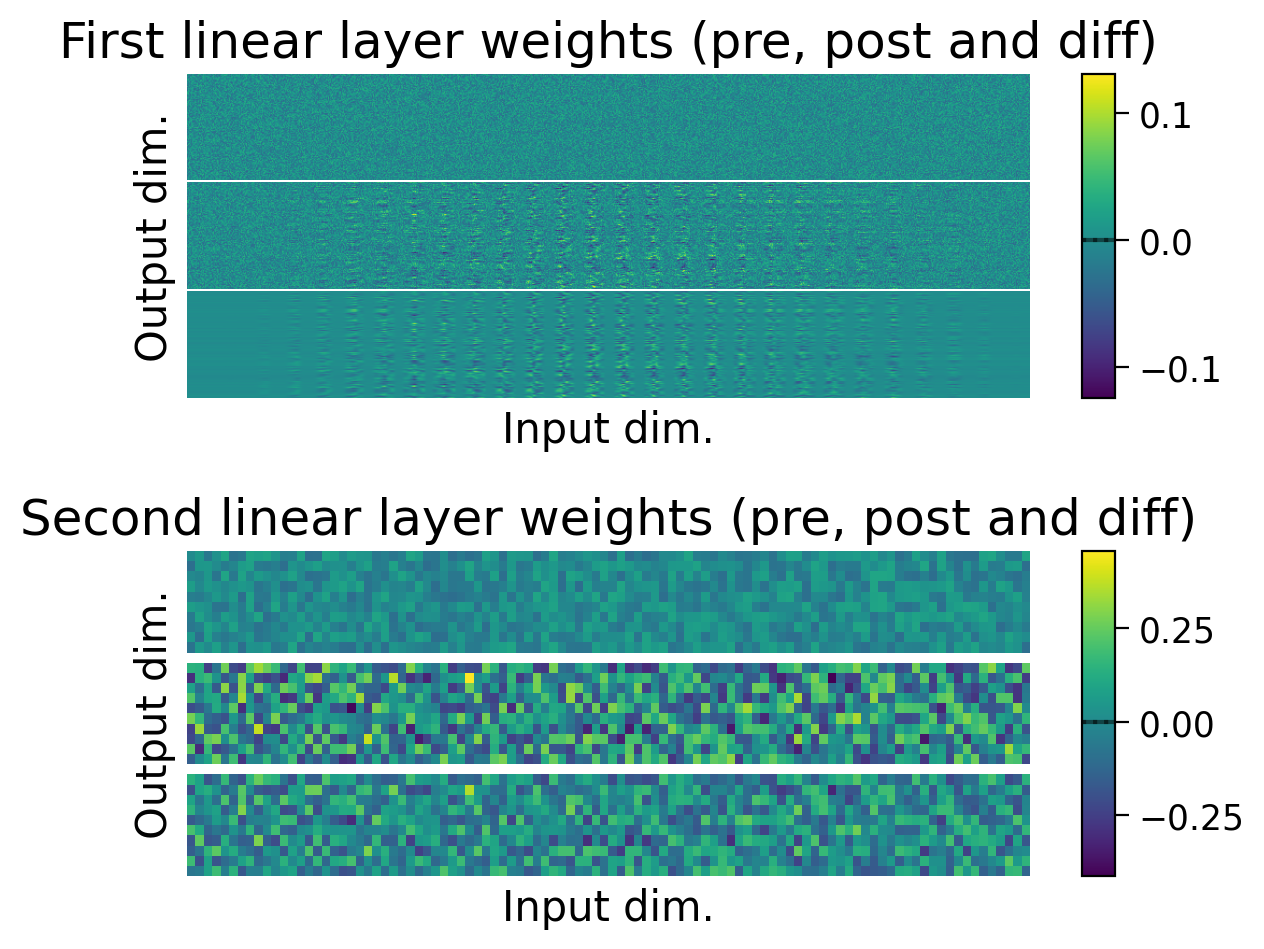 First linear layer weights (pre, post and diff)
Output dim.
Input dim.
0.1
0.0
−0.1
Second linear layer weights (pre, post and diff)
Output dim.
Input dim.
0.25
0.00
−0.25